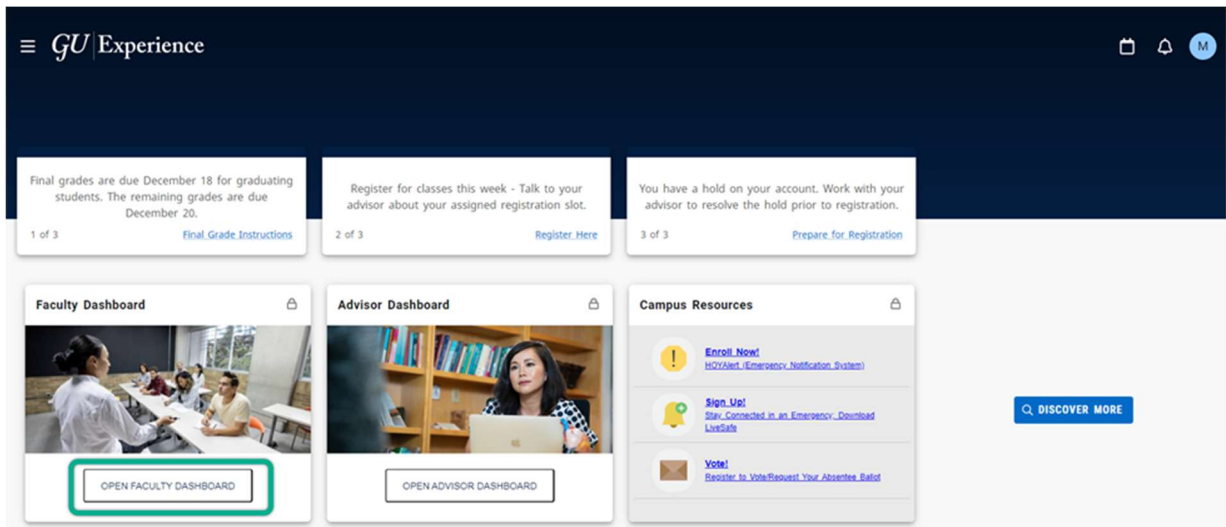 GU Experience
M
Final grades are due December 18 for graduating
students. The remaining grades are due
December 20.
1 of 3
Final Grade Instructions
Register for classes this week - Talk to your
advisor about your assigned registration slot.
2 of 3
Register Here
You have a hold on your account. Work with your
advisor to resolve the hold prior to registration.
3 of 3
Prepare for Registration
Faculty Dashboard
OPEN FACULTY DASHBOARD
Advisor Dashboard
OPEN ADVISOR DASHBOARD
Campus Resources
Enroll Now!
HOYAlert (Emergency Notification System)
Sign Up!
Stay Connected in an Emergency; Download
LiveSafe
Vote!
Register to Vote/Request Your Absentee Ballot
DISCOVER MORE